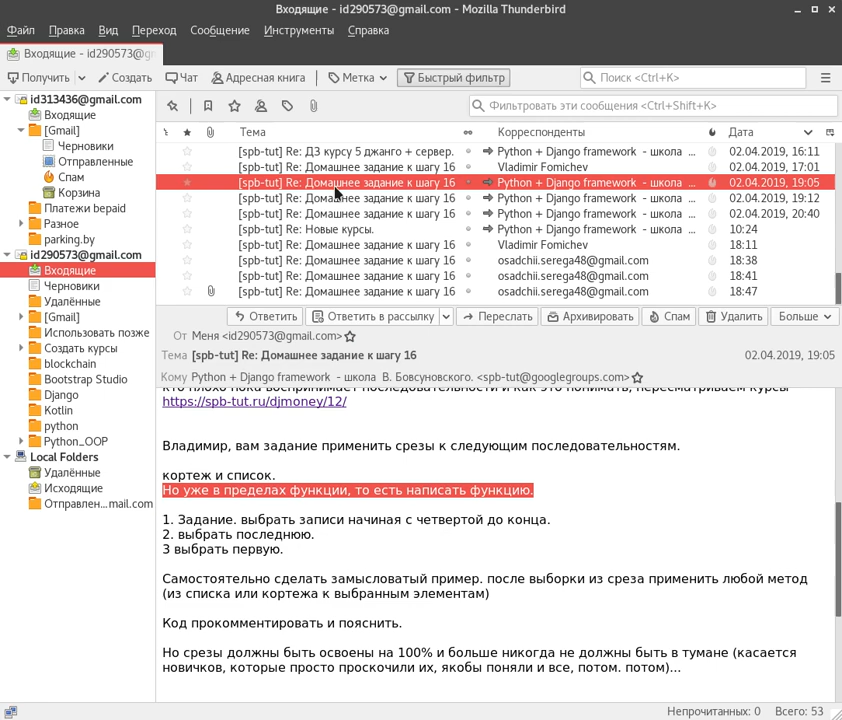 Входящие - id290573@gmail.com - Mozilla Thunderbird
Файл Правка Вид Переход Сообщение Инструменты Справка
Входящие - id290573@g
Получить Создать Чат Адресная книга Метка Быстрый фильтр Поиск <Ctrl+K>
id313436@gmail.com
Входящие
[Gmail]
Черновики
Отправленные
Спам
Корзина
Платежи bepaid
Разное
parking.by
id290573@gmail.com
Входящие
Черновики
Удалённые
[Gmail]
Использовать позже
Создать курсы
blockchain
Bootstrap Studio
Django
Kotlin
python
Python_OOP
Local Folders
Удалённые
Исходящие
Отправлен...mail.com
Фильтровать эти сообщения <Ctrl+Shift+K>
Тема Корреспонденты Дата
[spb-tut] Re: ДЗ курсу 5 джанго + сервер. Python + Django framework - школа ... 02.04.2019, 16:11
[spb-tut] Re: Домашнее задание к шагу 16 Vladimir Fomichev 02.04.2019, 17:01
[spb-tut] Re: Домашнее задание к шагу 16 Python + Django framework - школа ... 02.04.2019, 19:05
[spb-tut] Re: Домашнее задание к шагу 16 Python + Django framework - школа ... 02.04.2019, 19:12
[spb-tut] Re: Домашнее задание к шагу 16 Python + Django framework - школа ... 02.04.2019, 20:40
[spb-tut] Re: Новые курсы. Python + Django framework - школа ... 10:24
[spb-tut] Re: Домашнее задание к шагу 16 Vladimir Fomichev 18:11
[spb-tut] Re: Домашнее задание к шагу 16 osadchii.serega48@gmail.com 18:38
[spb-tut] Re: Домашнее задание к шагу 16 osadchii.serega48@gmail.com 18:41
[spb-tut] Re: Домашнее задание к шагу 16 osadchii.serega48@gmail.com 18:47
Ответить Ответить в рассылку Переслать Архивировать Спам Удалить Больше
От Меня <id290573@gmail.com>
Тема [spb-tut] Re: Домашнее задание к шагу 16 02.04.2019, 19:05
Кому Python + Django framework - школа В. Бовсуновского. <spb-tut@googlegroups.com>
кто плохо пока воспринимает последовательности и как это понимать, пересматриваем курсы
https://spb-tut.ru/djmoney/12/
Владимир, вам задание применить срезы к следующим последовательностям.
кортеж и список.
Но уже в пределах функции, то есть написать функцию.
1. Задание. выбрать записи начиная с четвертой до конца.
2. выбрать последнюю.
3 выбрать первую.
Самостоятельно сделать замысловатый пример. после выборки из среза применить любой метод
(из списка или кортежа к выбранным элементам)
Код прокомментировать и пояснить.
Но срезы должны быть освоены на 100% и больше никогда не должны быть в тумане (касается
новичков, которые просто проскочили их, якобы поняли и все, потом. потом)...
Непрочитанных: 0 Всего: 53